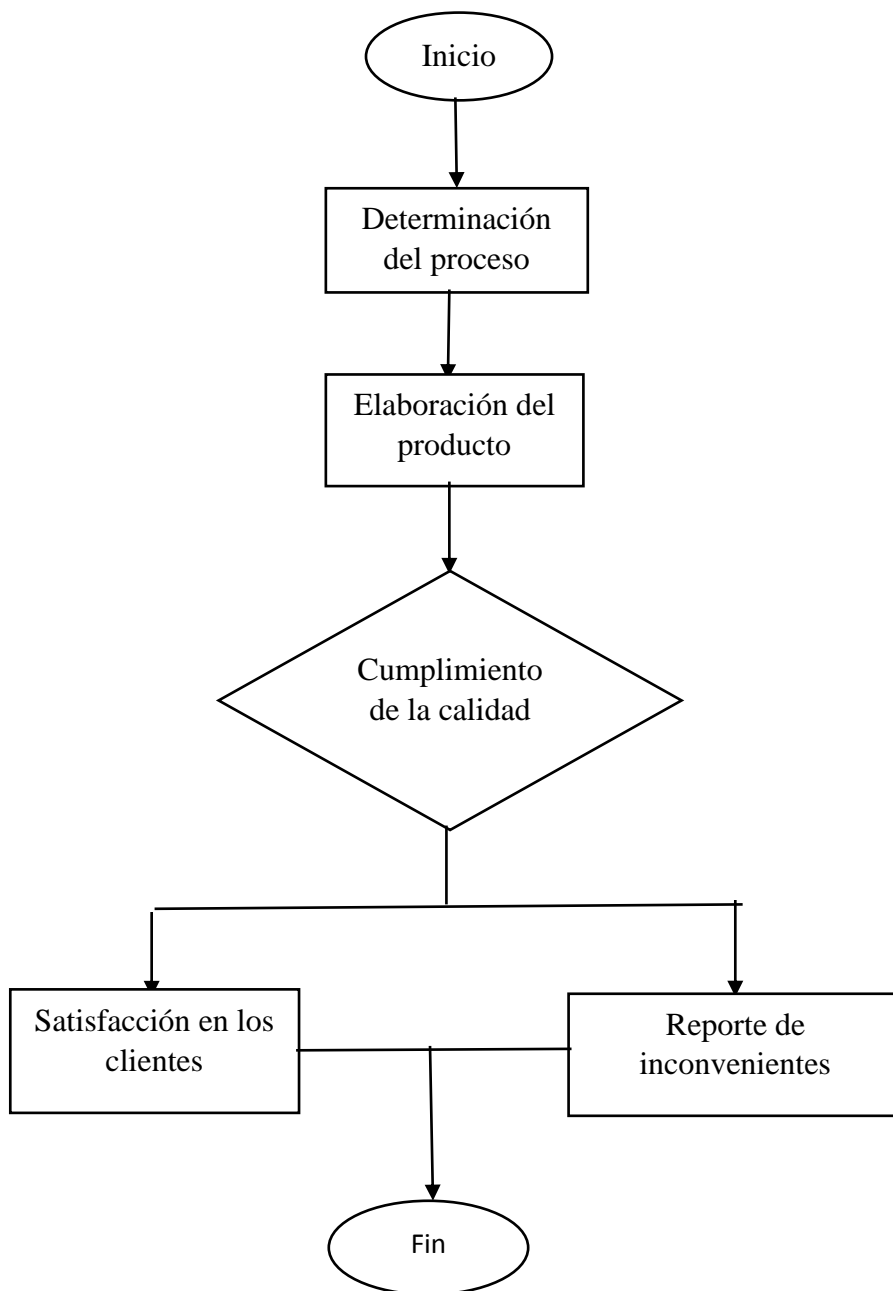 Inicio
Determinación
del proceso
Elaboración del
producto
Cumplimiento
de la calidad
Satisfacción en los
clientes
Reporte de
inconvenientes
Fin